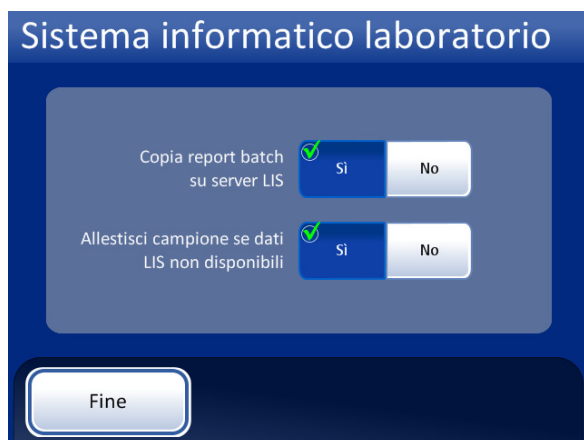 Sistema informatico laboratorio
Copia report batch
su server LIS
Sì
No
Allestisci campione se dati
LIS non disponibili
Sì
No
Fine